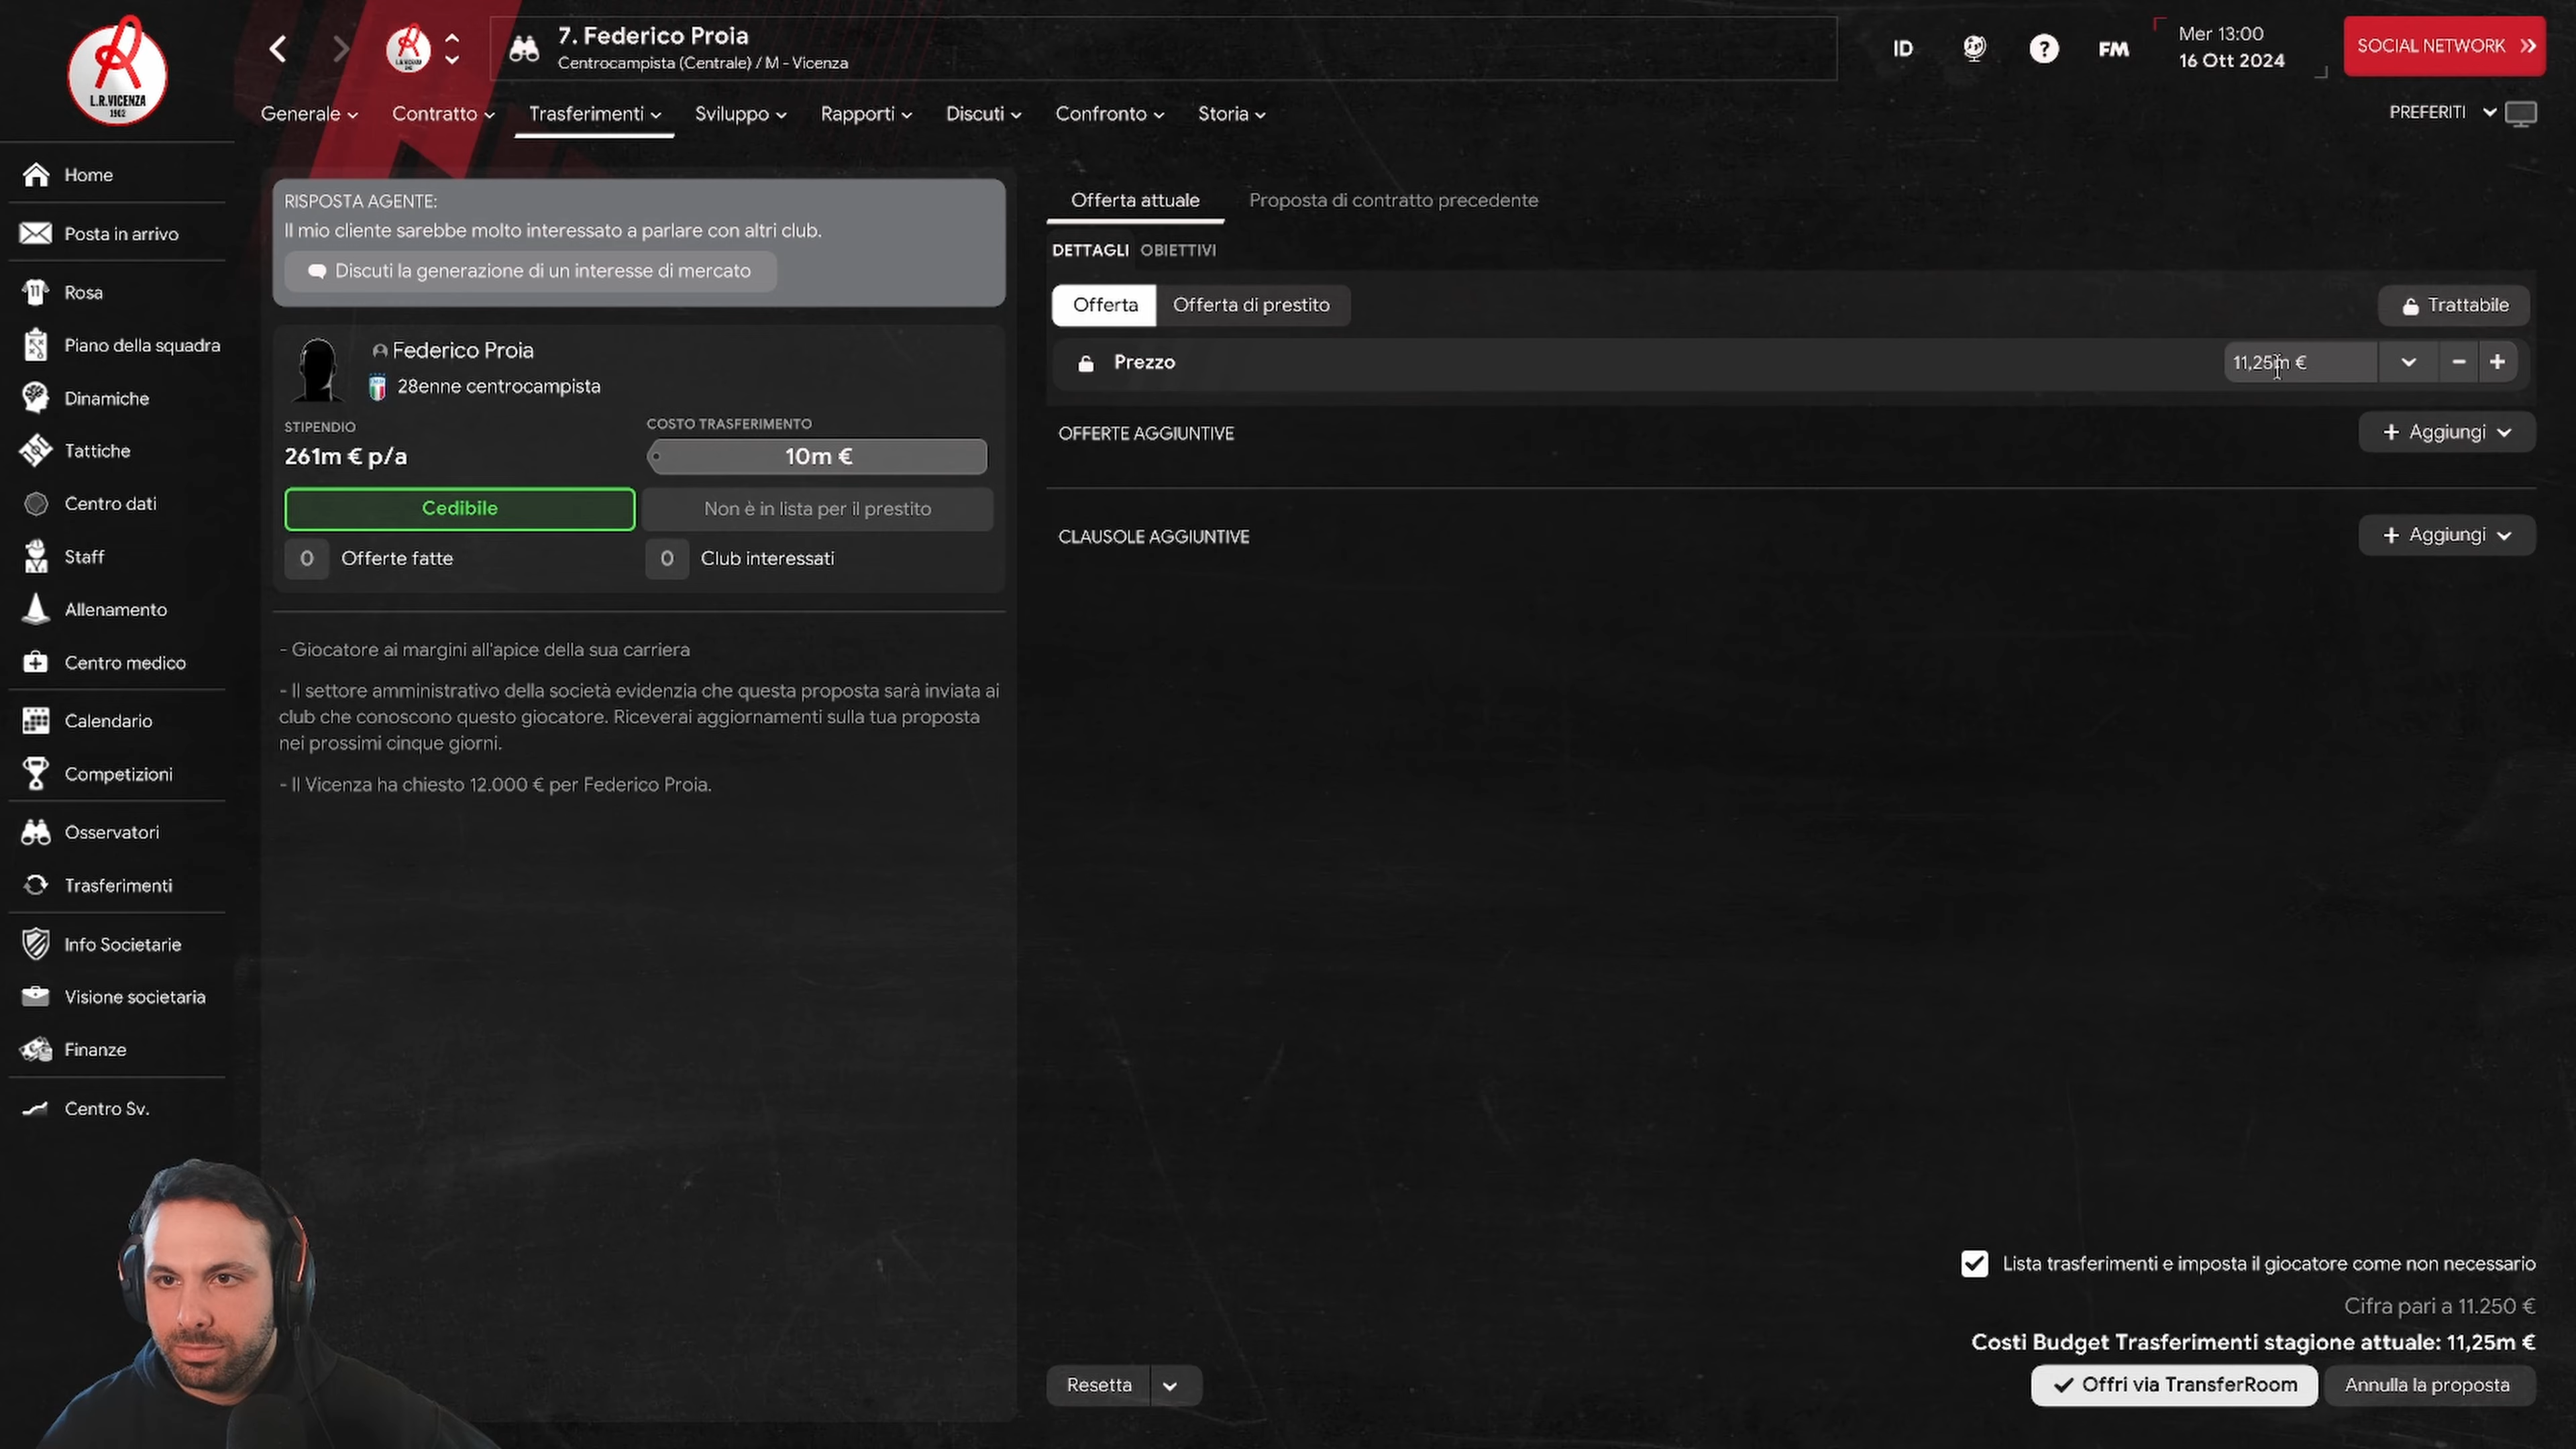 L.R.VICENZA
1902
7. Federico Proia
Centrocampista (Centrale) / M - Vicenza
ID
FM
Mer 13:00
16 Ott 2024
SOCIAL NETWORK
Generale
Contratto
Trasferimenti
Sviluppo
Rapporti
Discuti
Confronto
Storia
PREFERITI
Home
Posta in arrivo
Rosa
Piano della squadra
Dinamiche
Tattiche
Centro dati
Staff
Allenamento
Centro medico
Calendario
Competizioni
Osservatori
Trasferimenti
Info Societarie
Visione societaria
Finanze
Centro Sv.
RISPOSTA AGENTE:
Il mio cliente sarebbe molto interessato a parlare con altri club.
Discuti la generazione di un interesse di mercato
Federico Proia
28enne centrocampista
STIPENDIO
261m € p/a
COSTO TRASFERIMENTO
10m €
Cedibile
Non è in lista per il prestito
0 Offerte fatte
0 Club interessati
- Giocatore ai margini all'apice della sua carriera
- Il settore amministrativo della società evidenzia che questa proposta sarà inviata ai
club che conoscono questo giocatore. Riceverai aggiornamenti sulla tua proposta
nei prossimi cinque giorni.
- Il Vicenza ha chiesto 12.000 € per Federico Proia.
Offerta attuale
Proposta di contratto precedente
DETTAGLI
OBIETTIVI
Offerta
Offerta di prestito
Trattabile
Prezzo
11,25m €
OFFERTE AGGIUNTIVE
+ Aggiungi
CLAUSOLE AGGIUNTIVE
+ Aggiungi
Lista trasferimenti e imposta il giocatore come non necessario
Cifra pari a 11.250 €
Costi Budget Trasferimenti stagione attuale: 11,25m €
Resetta
Offri via TransferRoom
Annulla la proposta